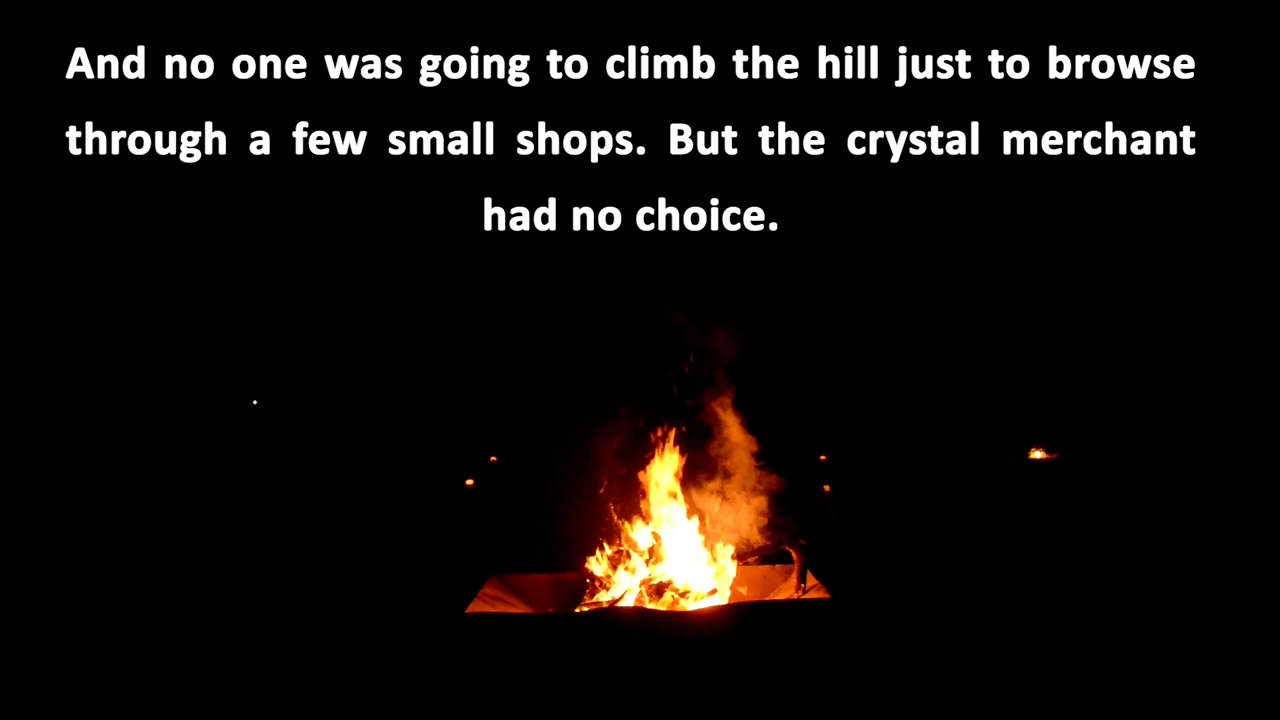 And no one was going to climb the hill just to browse
through a few small shops. But the crystal merchant
had no choice.